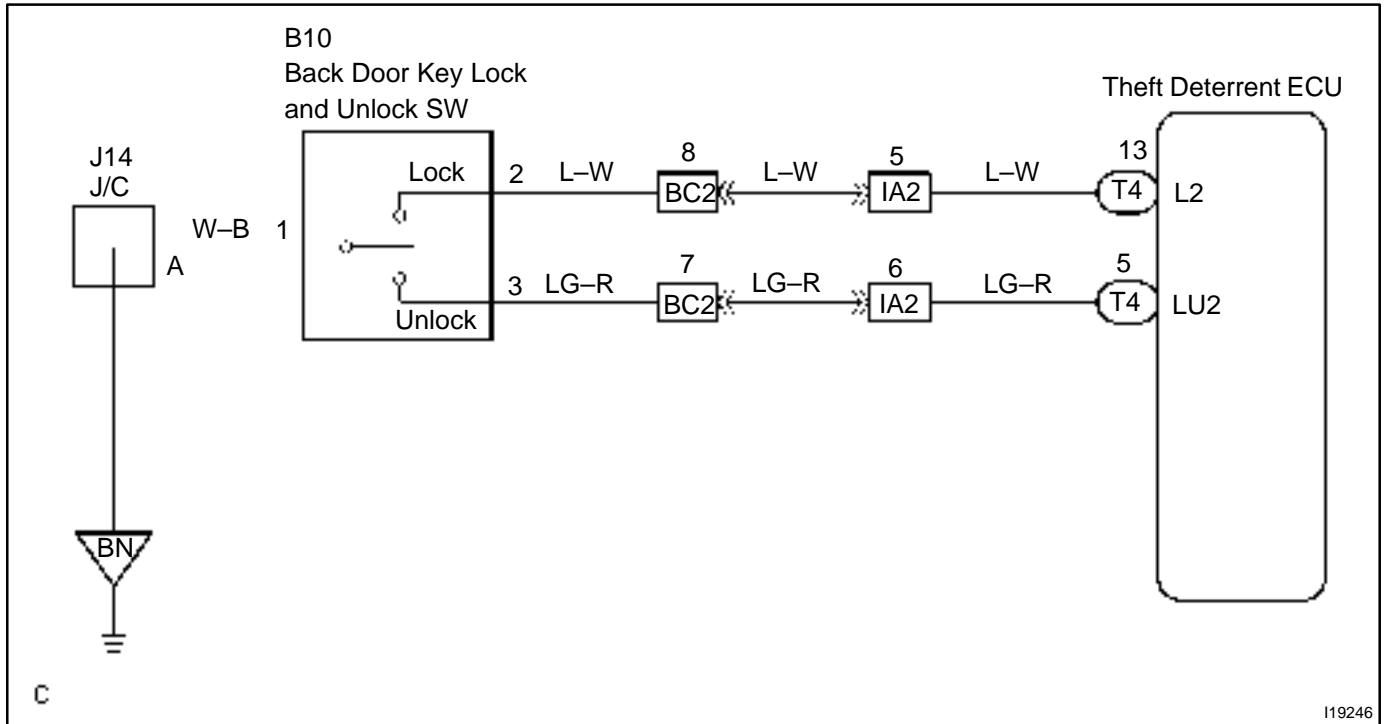 B10
Back Door Key Lock
and Unlock SW
Theft Deterrent ECU
J14
J/C
A
W–B
1
Lock
2
L–W
8
BC2
L–W
5
IA2
L–W
13
T4
L2
Unlock
3
LG–R
7
BC2
LG–R
6
IA2
LG–R
5
T4
LU2
BN
C
I19246